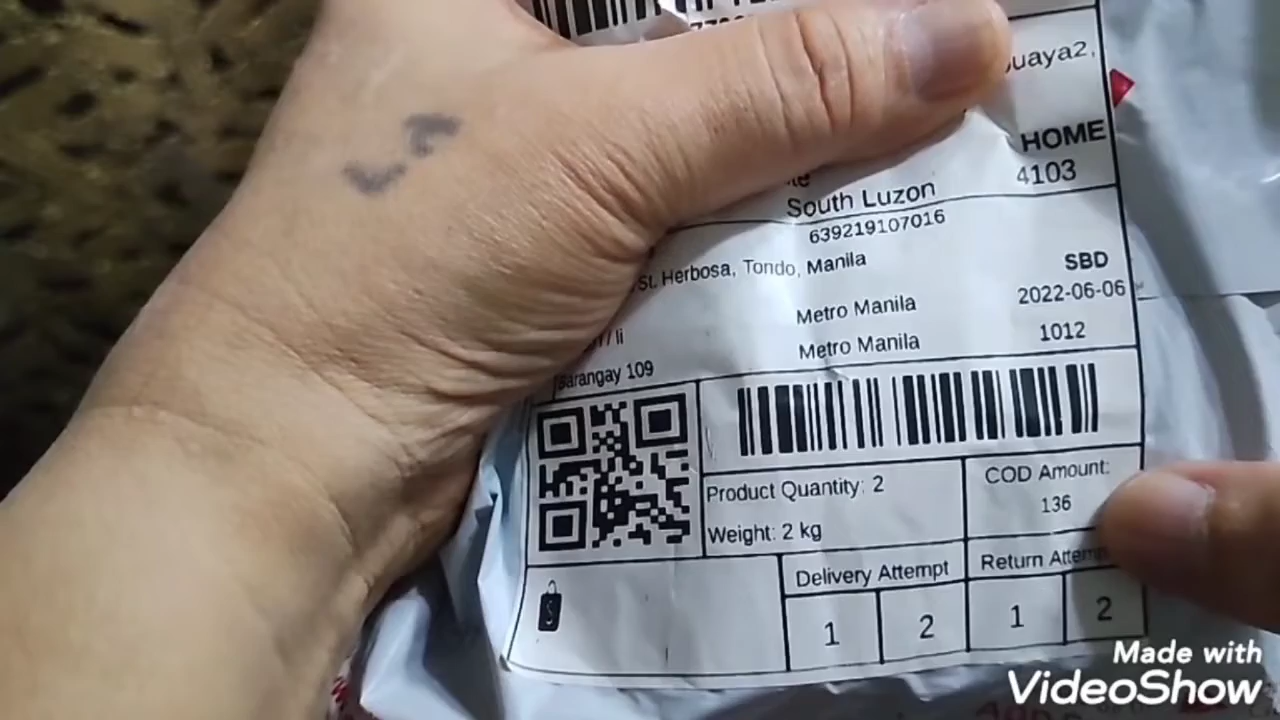 HOME
4103
South Luzon
639219107016
St. Herbosa, Tondo, Manila
SBD
Metro Manila
2022-06-06
Metro Manila
1012
Barangay 109
Product Quantity: 2
COD Amount:
136
Weight: 2 kg
Delivery Attempt
Return Attempt
1
2
1
2
Made with
VideoShow